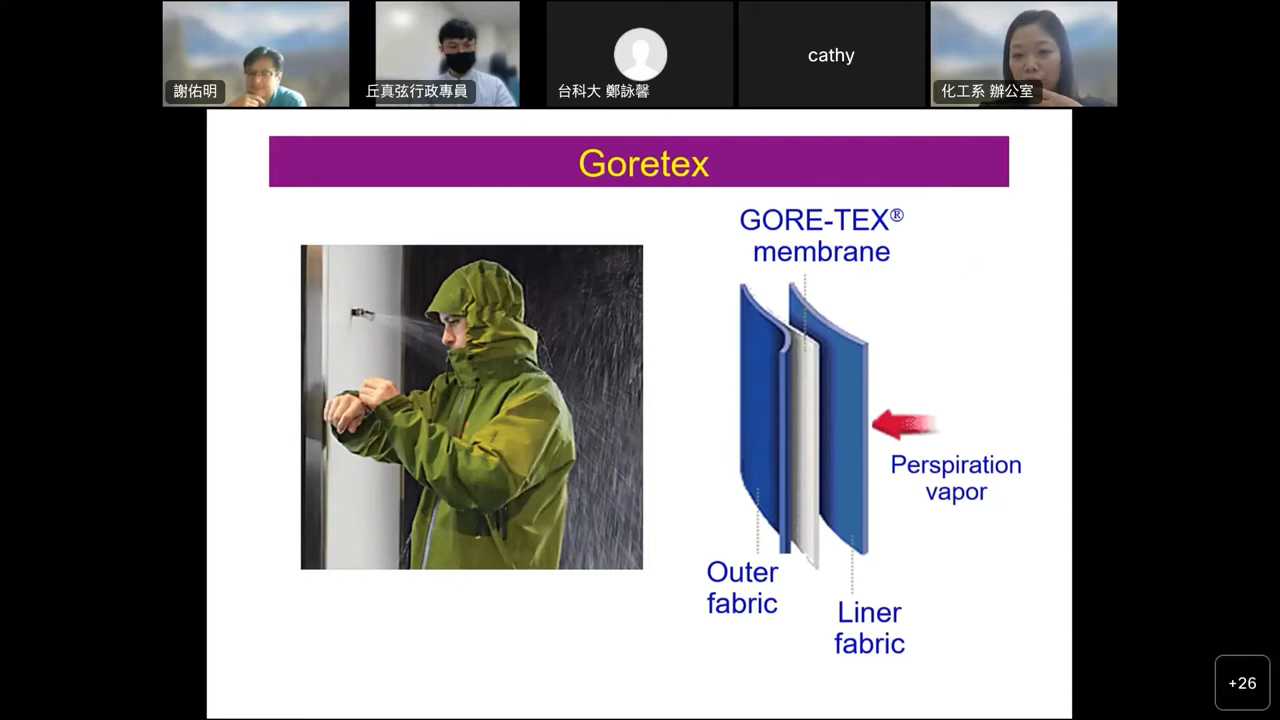 謝佑明
丘真弦行政專員
台科大 鄭詠馨
cathy
化工系 辦公室
Goretex
GORE-TEX®
membrane
Perspiration
vapor
Outer
fabric
Liner
fabric
+26